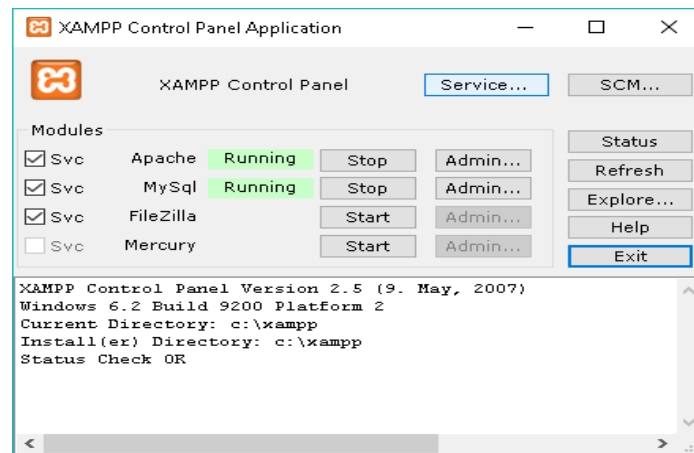 XAMPP Control Panel Application
XAMPP Control Panel Service... SCM...
Modules
Svc Apache Running Stop Admin...
Svc MySql Running Stop Admin...
Svc FileZilla Start Admin...
Svc Mercury Start Admin...
Status
Refresh
Explore...
Help
Exit
XAMPP Control Panel Version 2.5 (9. May, 2007)
Windows 6.2 Build 9200 Platform 2
Current Directory: c:\xampp
Install(er) Directory: c:\xampp
Status Check OK